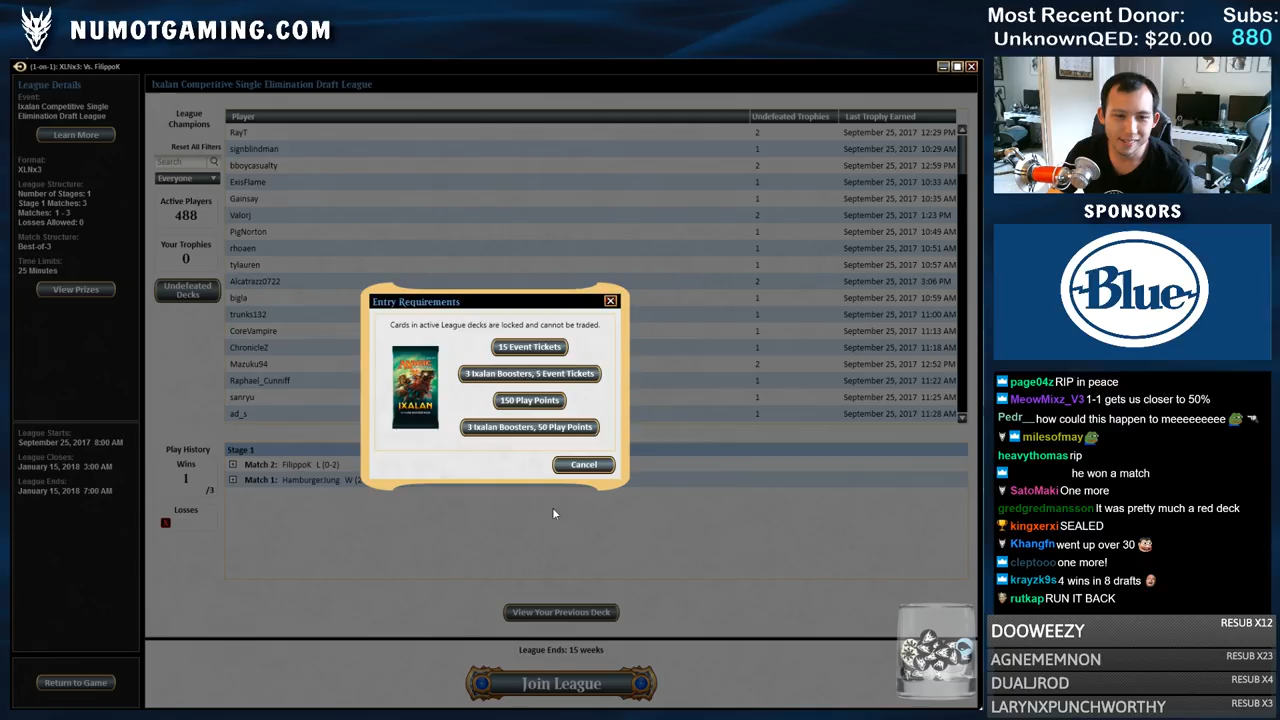 NUMOTGAMING.COM
Most Recent Donor:
UnknownQED: $20.00
Subs:
880
(1-on-1): XLNx3: Vs. FilippoK
League Details
Event:
Ixalan Competitive Single
Elimination Draft League
Learn More
Format:
XLNx3
League Structure:
Number of Stages: 1
Stage 1 Matches: 3
Matches: 1 - 3
Losses Allowed: 0
Match Structure:
Best-of-3
Time Limits:
25 Minutes
View Prizes
League Starts:
September 25, 2017 8:00 AM
League Closes:
January 15, 2018 3:00 AM
League Ends:
January 15, 2018 7:00 AM
Return to Game
Ixalan Competitive Single Elimination Draft League
League
Champions
Reset All Filters
Search
Everyone
Active Players
488
Your Trophies
0
Undefeated
Decks
Player Undefeated Trophies Last Trophy Earned
RayT 2 September 25, 2017 12:29 PM
signblindman 1 September 25, 2017 10:29 AM
bboycasualty 2 September 25, 2017 12:59 PM
ExisFlame 1 September 25, 2017 10:33 AM
Gainsay 1 September 25, 2017 10:35 AM
Valorj 2 September 25, 2017 1:23 PM
PigNorton 1 September 25, 2017 10:49 AM
rhoaen 1 September 25, 2017 10:51 AM
tylauren 1 September 25, 2017 10:57 AM
Alcatrazz0722 2 September 25, 2017 3:06 PM
bigla 1 September 25, 2017 10:59 AM
trunks132 1 September 25, 2017 11:00 AM
CoreVampire 1 September 25, 2017 11:13 AM
ChronicleZ 1 September 25, 2017 11:18 AM
Mazuku94 2 September 25, 2017 12:52 PM
Raphael_Cunniff 1 September 25, 2017 11:25 AM
sanryu 1 September 25, 2017 11:25 AM
ad_s 1 September 25, 2017 11:28 AM
Entry Requirements
Cards in active League decks are locked and cannot be traded.
IXALAN
15 Event Tickets
3 Ixalan Boosters, 5 Event Tickets
150 Play Points
3 Ixalan Boosters, 50 Play Points
Cancel
Play History
Wins
1
/3
Losses
Stage 1
Match 2: FilippoK L (0-2)
Match 1: HamburgerJung W (2
View Your Previous Deck
League Ends: 15 weeks
Join League
SPONSORS
Blue
page04z RIP in peace
MeowMixz_V3 1-1 gets us closer to 50%
Pedr__ how could this happen to meeeeeeee
milesofmay
heavythomas rip
he won a match
SatoMaki One more
gredgredmansson It was pretty much a red deck
kingxerxi SEALED
Khangfn went up over 30
cleptooo one more!
krayzk9s 4 wins in 8 drafts
rutkap RUN IT BACK
DOOWEEZY RESUB X12
AGNEMEMNON RESUB X23
DUALJROD RESUB X4
LARYNXPUNCHWORTHY RESUB X3